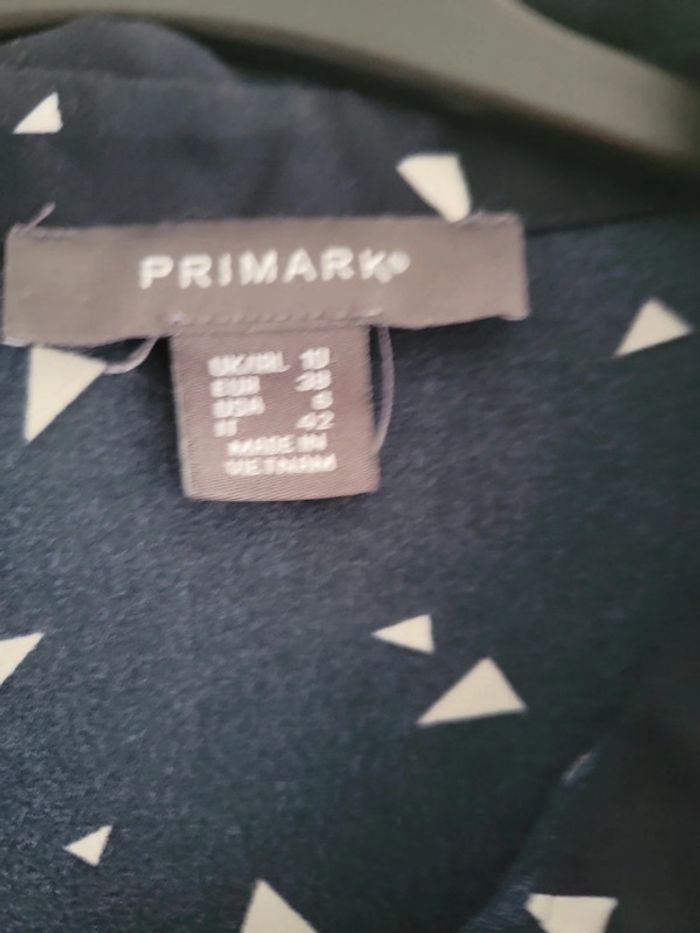 PRIMARK®
UK/IRL 10
EUR 38
USA 6
IT 42
MADE IN
VIETNAM